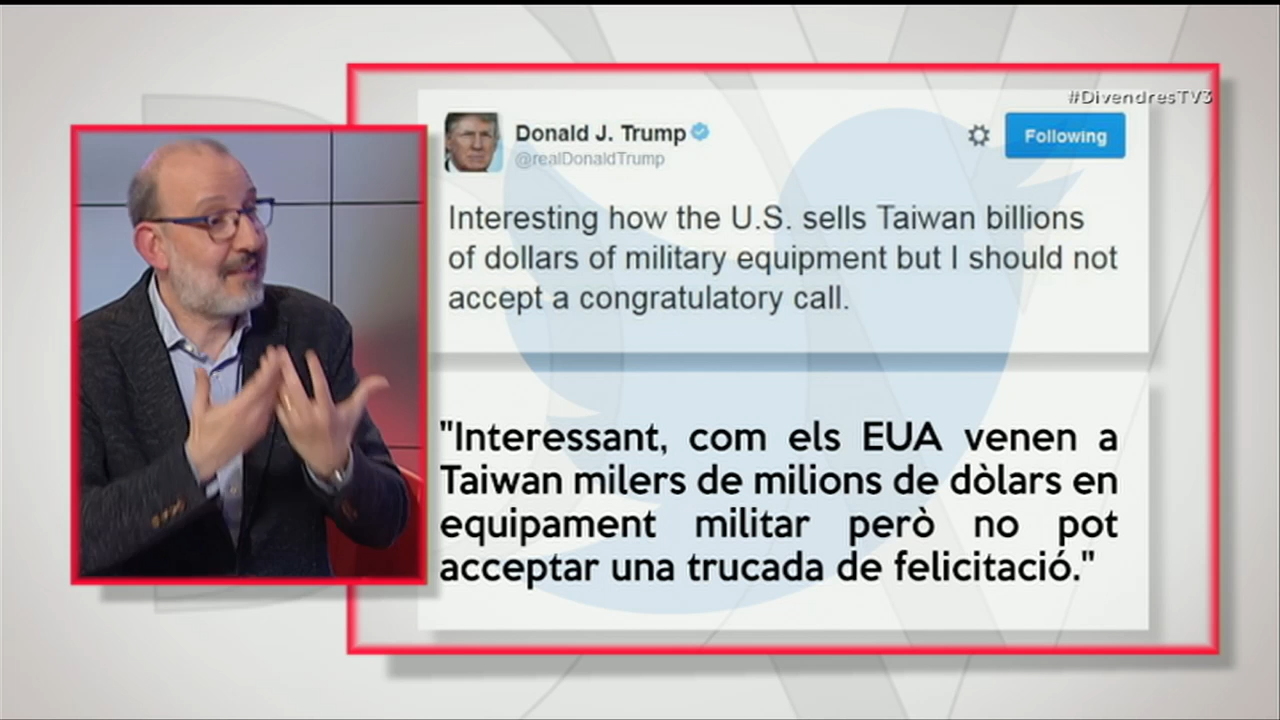 #DivendresTV3
Donald J. Trump
@realDonaldTrump
Following
Interesting how the U.S. sells Taiwan billions
of dollars of military equipment but I should not
accept a congratulatory call.
"Interessant, com els EUA venen a
Taiwan milers de milions de dòlars en
equipament militar però no pot
acceptar una trucada de felicitació."